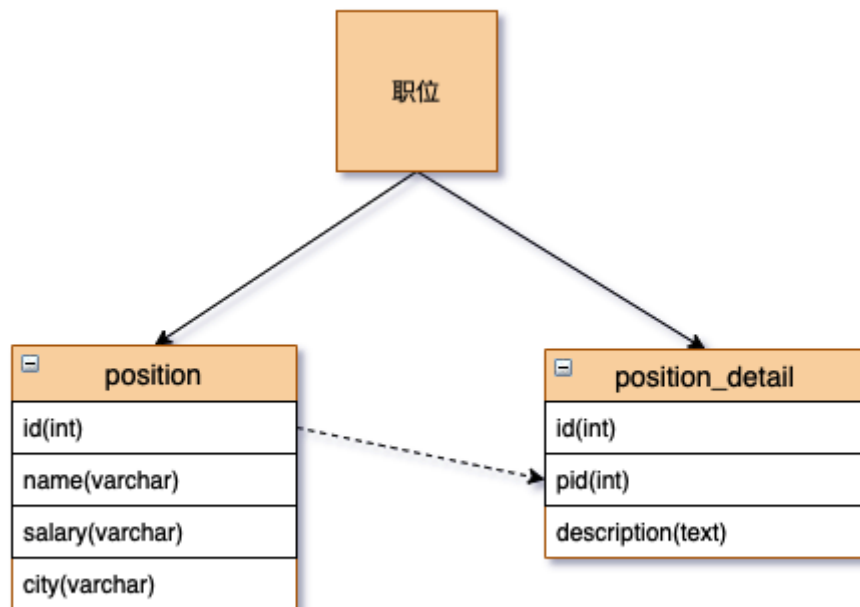 职位
position
id(int)
name(varchar)
salary(varchar)
city(varchar)
position_detail
id(int)
pid(int)
description(text)